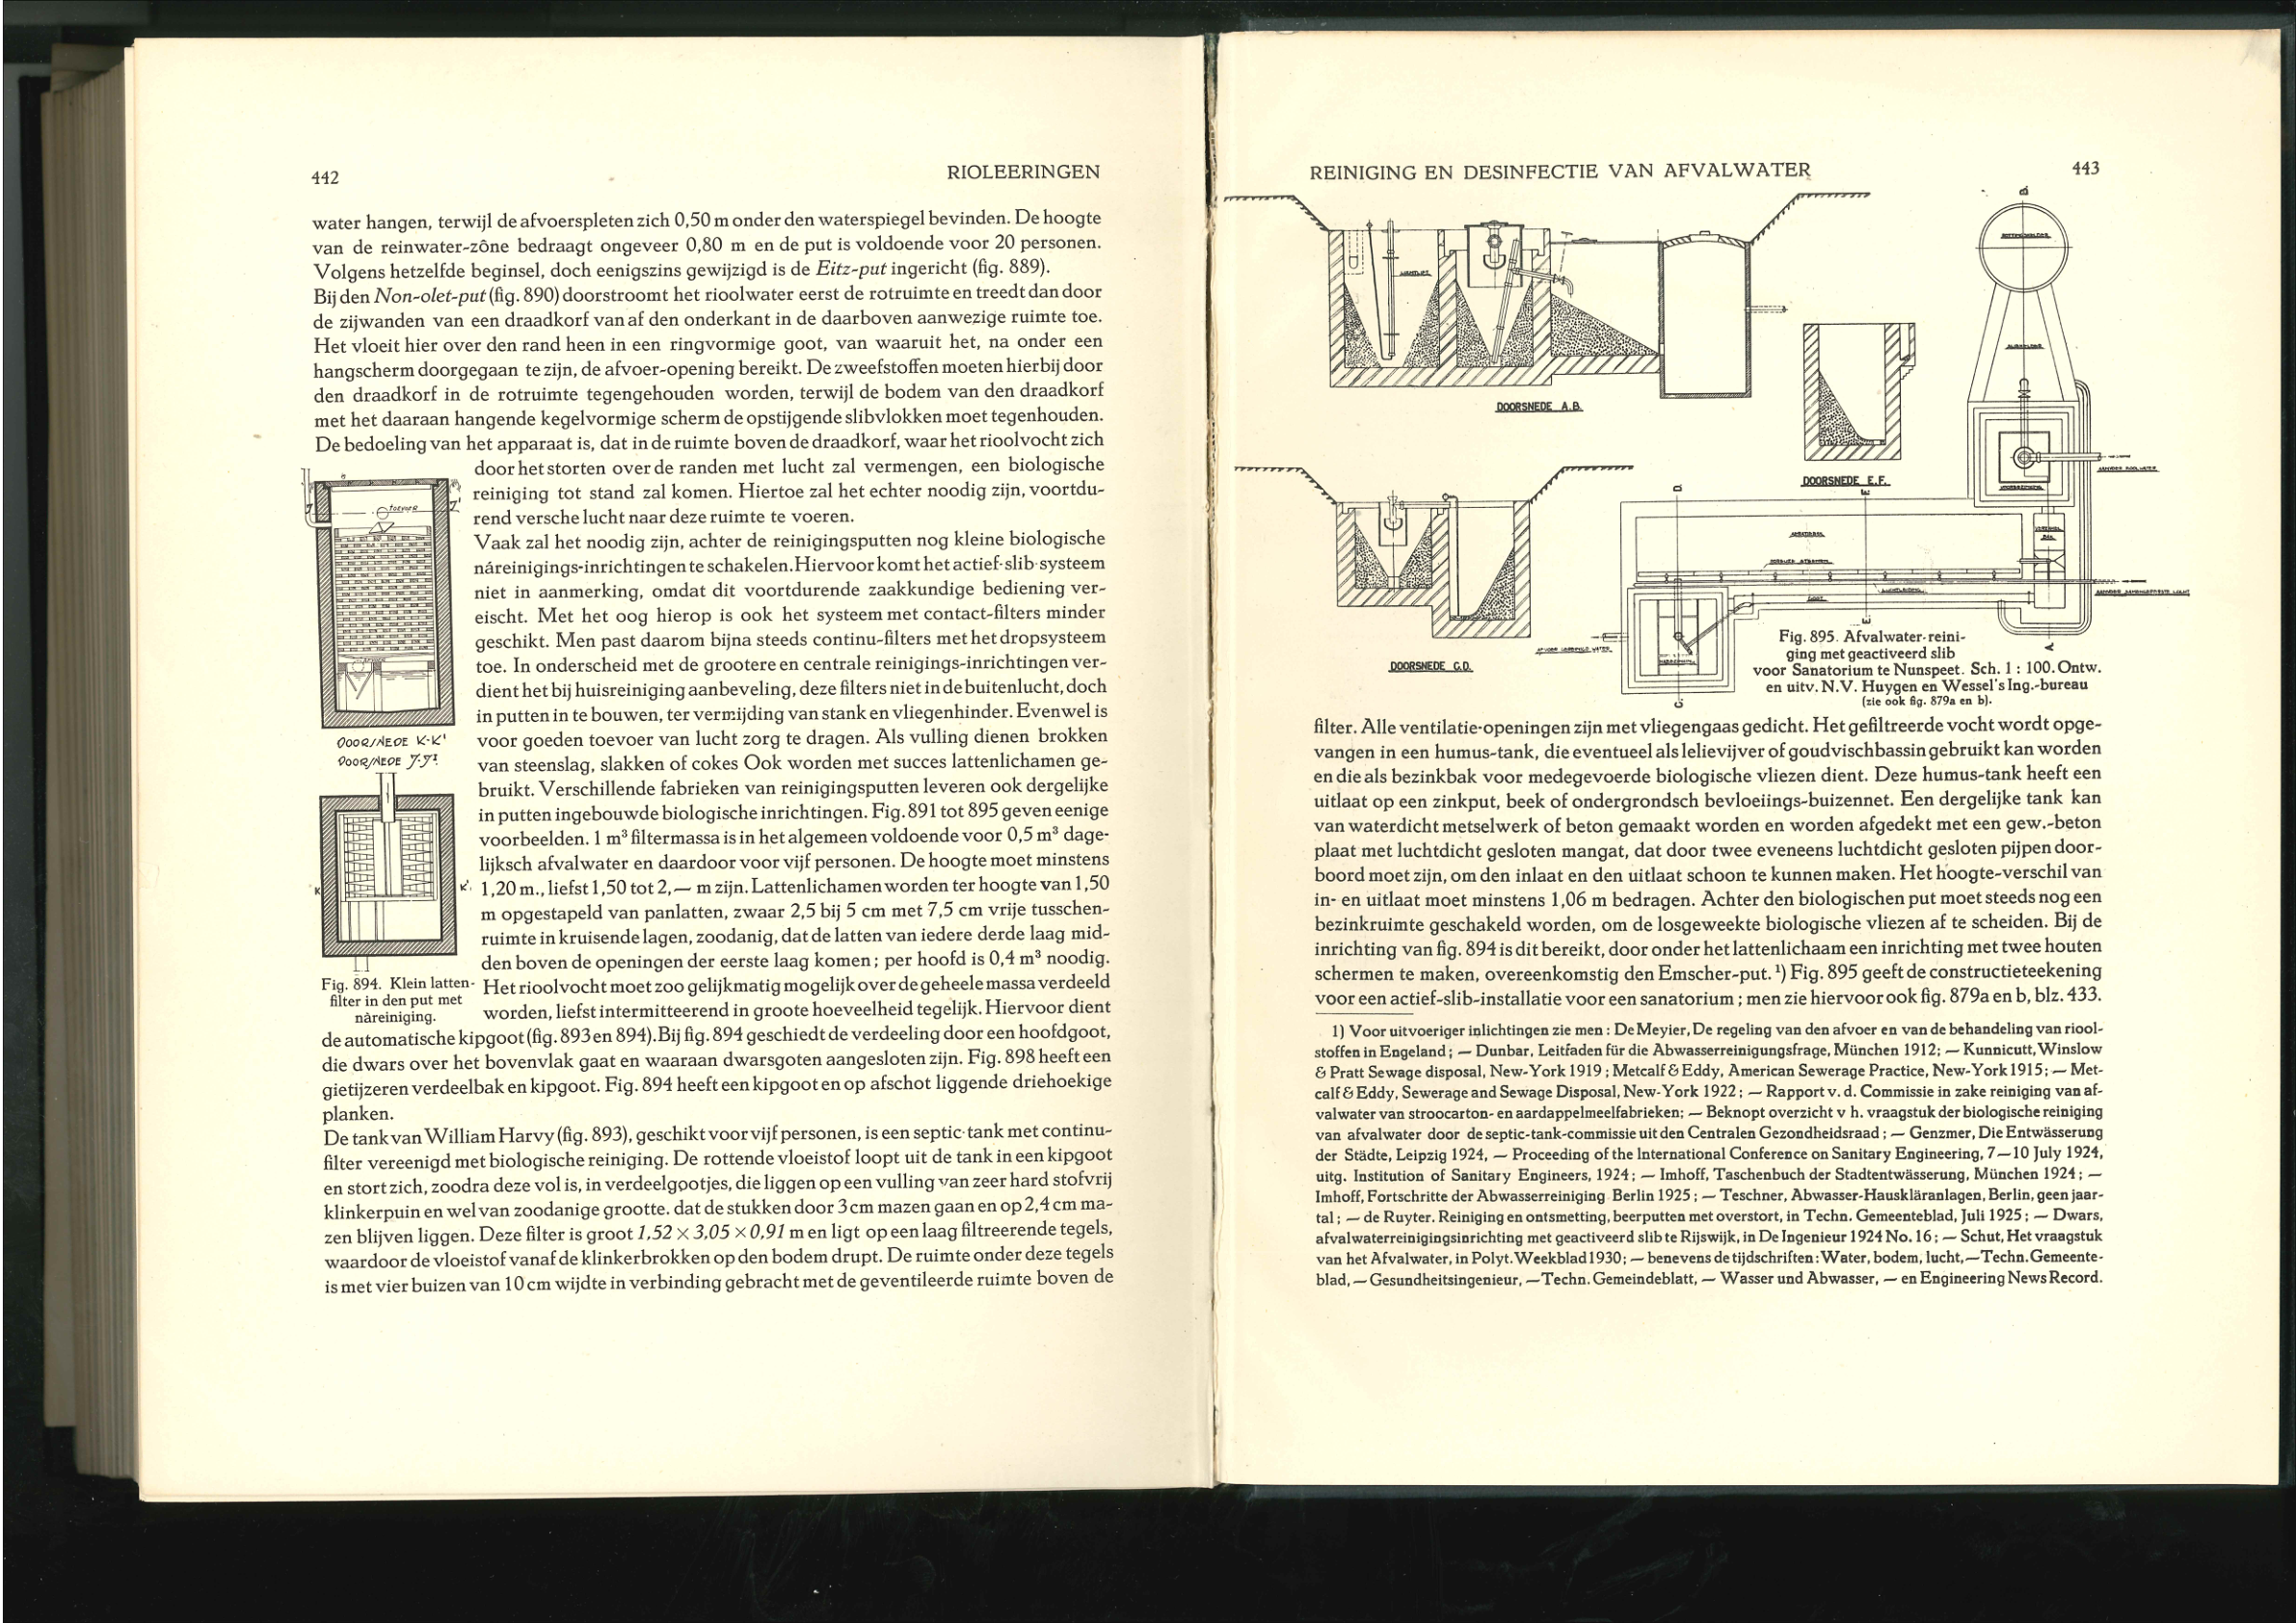 442
RIOLEERINGEN
water hangen, terwijl de afvoerspleten zich 0,50 m onder den waterspiegel bevinden. De hoogte
van de reinwater-zône bedraagt ongeveer 0,80 m en de put is voldoende voor 20 personen.
Volgens hetzelfde beginsel, doch eenigszins gewijzigd is de Eitz-put ingericht (fig. 889).
Bij den Non-olet-put (fig. 890) doorstroomt het rioolwater eerst de rotruimte en treedt dan door
de zijwanden van een draadkorf van af den onderkant in de daarboven aanwezige ruimte toe.
Het vloeit hier over den rand heen in een ringvormige goot, van waaruit het, na onder een
hangscherm doorgegaan te zijn, de afvoer-opening bereikt. De zweefstoffen moeten hierbij door
den draadkorf in de rotruimte tegengehouden worden, terwijl de bodem van den draadkorf
met het daaraan hangende kegelvormige scherm de opstijgende slibvlokken moet tegenhouden.
De bedoeling van het apparaat is, dat in de ruimte boven de draadkorf, waar het rioolvocht zich
door het storten over de randen met lucht zal vermengen, een biologische
reiniging tot stand zal komen. Hiertoe zal het echter noodig zijn, voortdu-
rend versche lucht naar deze ruimte te voeren.
Vaak zal het noodig zijn, achter de reinigingsputten nog kleine biologische
náreinigings-inrichtingen te schakelen. Hiervoor komt het actief-slib-systeem
niet in aanmerking, omdat dit voortdurende zaakkundige bediening ver-
eischt. Met het oog hierop is ook het systeem met contact-filters minder
geschikt. Men past daarom bijna steeds continu-filters met het dropsysteem
toe. In onderscheid met de grootere en centrale reinigings-inrichtingen ver-
dient het bij huisreiniging aanbeveling, deze filters niet in de buitenlucht, doch
in putten in te bouwen, ter vermijding van stank en vliegenhinder. Evenwel is
voor goeden toevoer van lucht zorg te dragen. Als vulling dienen brokken
van steenslag, slakken of cokes Ook worden met succes lattenlichamen ge-
bruikt. Verschillende fabrieken van reinigingsputten leveren ook dergelijke
in putten ingebouwde biologische inrichtingen. Fig. 891 tot 895 geven eenige
voorbeelden. 1 m³ filtermassa is in het algemeen voldoende voor 0,5 m³ dage-
lijksch afvalwater en daardoor voor vijf personen. De hoogte moet minstens
1,20 m., liefst 1,50 tot 2,— m zijn. Lattenlichamen worden ter hoogte van 1,50
m opgestapeld van panlatten, zwaar 2,5 bij 5 cm met 7,5 cm vrije tusschen-
ruimte in kruisende lagen, zoodanig, dat de latten van iedere derde laag mid-
den boven de openingen der eerste laag komen; per hoofd is 0,4 m³ noodig.
Het rioolvocht moet zoo gelijkmatig mogelijk over de geheele massa verdeeld
worden, liefst intermitteerend in groote hoeveelheid tegelijk. Hiervoor dient
de automatische kipgoot (fig. 893 en 894). Bij fig. 894 geschiedt de verdeeling door een hoofdgoot,
die dwars over het bovenvlak gaat en waaraan dwarsgoten aangesloten zijn. Fig. 898 heeft een
gietijzeren verdeelbak en kipgoot. Fig. 894 heeft een kipgoot en op afschot liggende driehoekige
planken.
De tank van William Harvy (fig. 893), geschikt voor vijf personen, is een septic-tank met continu-
filter vereenigd met biologische reiniging. De rottende vloeistof loopt uit de tank in een kipgoot
en stort zich, zoodra deze vol is, in verdeelgootjes, die liggen op een vulling van zeer hard stofvrij
klinkerpuin en wel van zoodanige grootte. dat de stukken door 3 cm mazen gaan en op 2,4 cm ma-
zen blijven liggen. Deze filter is groot 1,52 × 3,05 × 0,91 m en ligt op een laag filtreerende tegels,
waardoor de vloeistof vanaf de klinkerbrokken op den bodem drupt. De ruimte onder deze tegels
is met vier buizen van 10 cm wijdte in verbinding gebracht met de geventileerde ruimte boven de
TOEVOER
DOORSNEDE K-K'
DOORSNEDE J-J'
K
K'
Fig. 894. Klein latten-
filter in den put met
nàreiniging.
REINIGING EN DESINFECTIE VAN AFVALWATER
443
DOORSNEDE A.B.
DOORSNEDE E.F.
DOORSNEDE C.D.
Fig. 895. Afvalwater-reini-
ging met geactiveerd slib
voor Sanatorium te Nunspeet. Sch. 1 : 100. Ontw.
en uitv. N.V. Huygen en Wessel's Ing.-bureau
(zie ook fig. 879a en b).
filter. Alle ventilatie-openingen zijn met vliegengaas gedicht. Het gefiltreerde vocht wordt opge-
vangen in een humus-tank, die eventueel als lelievijver of goudvischbassin gebruikt kan worden
en die als bezinkbak voor medegevoerde biologische vliezen dient. Deze humus-tank heeft een
uitlaat op een zinkput, beek of ondergrondsch bevloeiings-buizennet. Een dergelijke tank kan
van waterdicht metselwerk of beton gemaakt worden en worden afgedekt met een gew.-beton
plaat met luchtdicht gesloten mangat, dat door twee eveneens luchtdicht gesloten pijpen door-
boord moet zijn, om den inlaat en den uitlaat schoon te kunnen maken. Het hoogte-verschil van
in- en uitlaat moet minstens 1,06 m bedragen. Achter den biologischen put moet steeds nog een
bezinkruimte geschakeld worden, om de losgeweekte biologische vliezen af te scheiden. Bij de
inrichting van fig. 894 is dit bereikt, door onder het lattenlichaam een inrichting met twee houten
schermen te maken, overeenkomstig den Emscher-put. ¹) Fig. 895 geeft de constructieteekening
voor een actief-slib-installatie voor een sanatorium ; men zie hiervoor ook fig. 879a en b, blz. 433.
1) Voor uitvoeriger inlichtingen zie men : De Meyier, De regeling van den afvoer en van de behandeling van riool-
stoffen in Engeland ; — Dunbar, Leitfaden für die Abwasserreinigungsfrage, München 1912; — Kunnicutt, Winslow
& Pratt Sewage disposal, New-York 1919 ; Metcalf & Eddy, American Sewerage Practice, New-York 1915; — Met-
calf & Eddy, Sewerage and Sewage Disposal, New-York 1922 ; — Rapport v. d. Commissie in zake reiniging van af-
valwater van stroocarton- en aardappelmeelfabrieken; — Beknopt overzicht v h. vraagstuk der biologische reiniging
van afvalwater door de septic-tank-commissie uit den Centralen Gezondheidsraad ; — Genzmer, Die Entwässerung
der Städte, Leipzig 1924, — Proceeding of the International Conference on Sanitary Engineering, 7—10 July 1924,
uitg. Institution of Sanitary Engineers, 1924 ; — Imhoff, Taschenbuch der Stadtentwässerung, München 1924 ; —
Imhoff, Fortschritte der Abwasserreiniging Berlin 1925 ; — Teschner, Abwasser-Hauskläranlagen, Berlin, geen jaar-
tal ; — de Ruyter. Reiniging en ontsmetting, beerputten met overstort, in Techn. Gemeenteblad, Juli 1925 ; — Dwars,
afvalwaterreinigingsinrichting met geactiveerd slib te Rijswijk, in De Ingenieur 1924 No. 16 ; — Schut, Het vraagstuk
van het Afvalwater, in Polyt. Weekblad 1930; — benevens de tijdschriften: Water, bodem, lucht, — Techn. Gemeente-
blad, — Gesundheitsingenieur, — Techn. Gemeindeblatt, — Wasser und Abwasser, — en Engineering News Record.